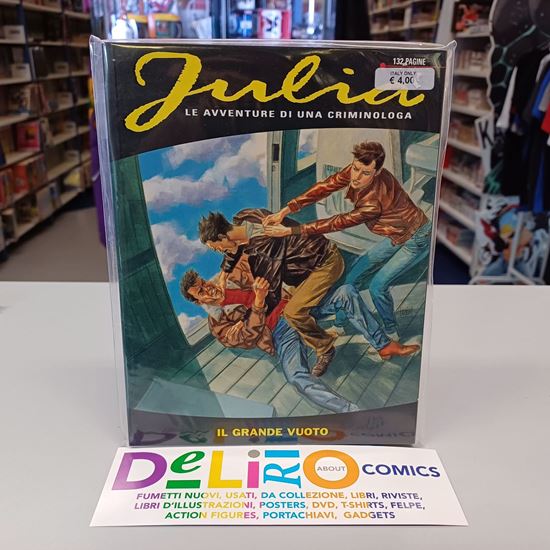 Julia
132 PAGINE
ITALY ONLY
€ 4,00
LE AVVENTURE DI UNA CRIMINOLOGA
IL GRANDE VUOTO
DeLiRiO ABOUT COMICS
FUMETTI NUOVI, USATI, DA COLLEZIONE, LIBRI, RIVISTE,
LIBRI D'ILLUSTRAZIONI, POSTERS, DVD, T-SHIRTS, FELPE,
ACTION FIGURES, PORTACHIAVI, GADGETS